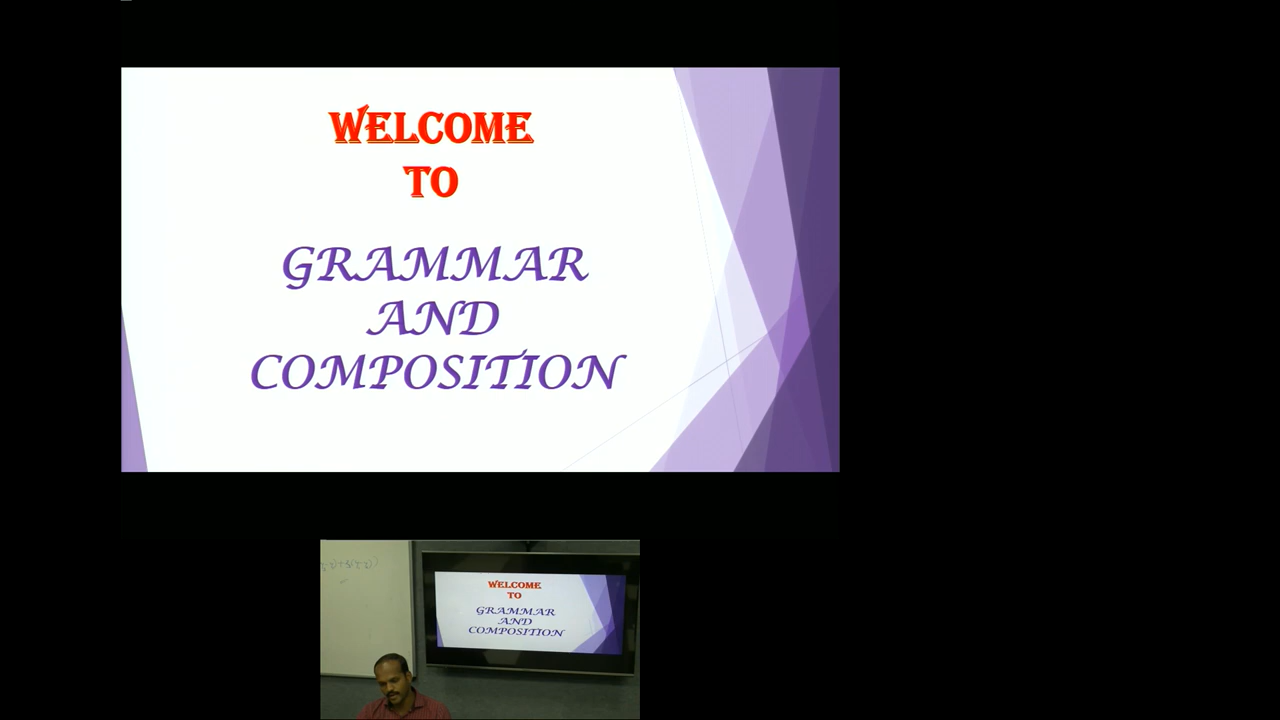 WELCOME
TO
GRAMMAR
AND
COMPOSITION
WELCOME
TO
GRAMMAR
AND
COMPOSITION